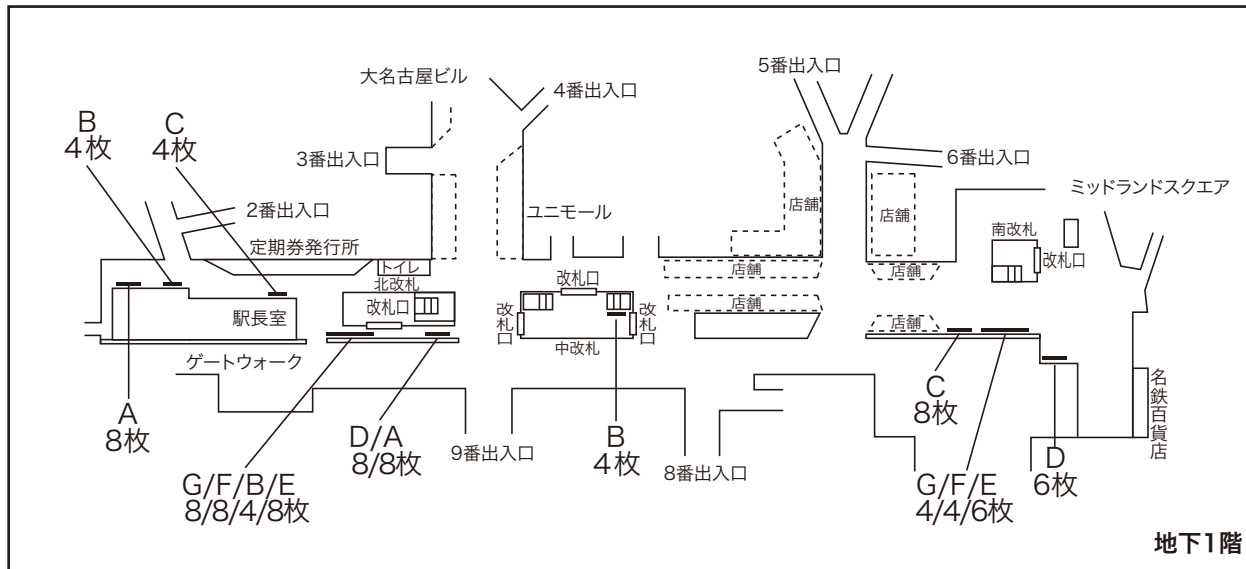 大名古屋ビル
5番出入口
4番出入口
B
4枚
C
4枚
3番出入口
6番出入口
ミッドランドスクエア
2番出入口
ユニモール
店舗
店舗
南改札
定期券発行所
改札口
トイレ
店舗
店舗
北改札
改札口
改札口
店舗
改札口
改札口
駅長室
店舗
中改札
ゲートウォーク
A
8枚
D/A
8/8枚
9番出入口
B
4枚
8番出入口
C
8枚
名鉄百貨店
D
6枚
G/F/B/E
8/8/4/8枚
G/F/E
4/4/6枚
地下1階